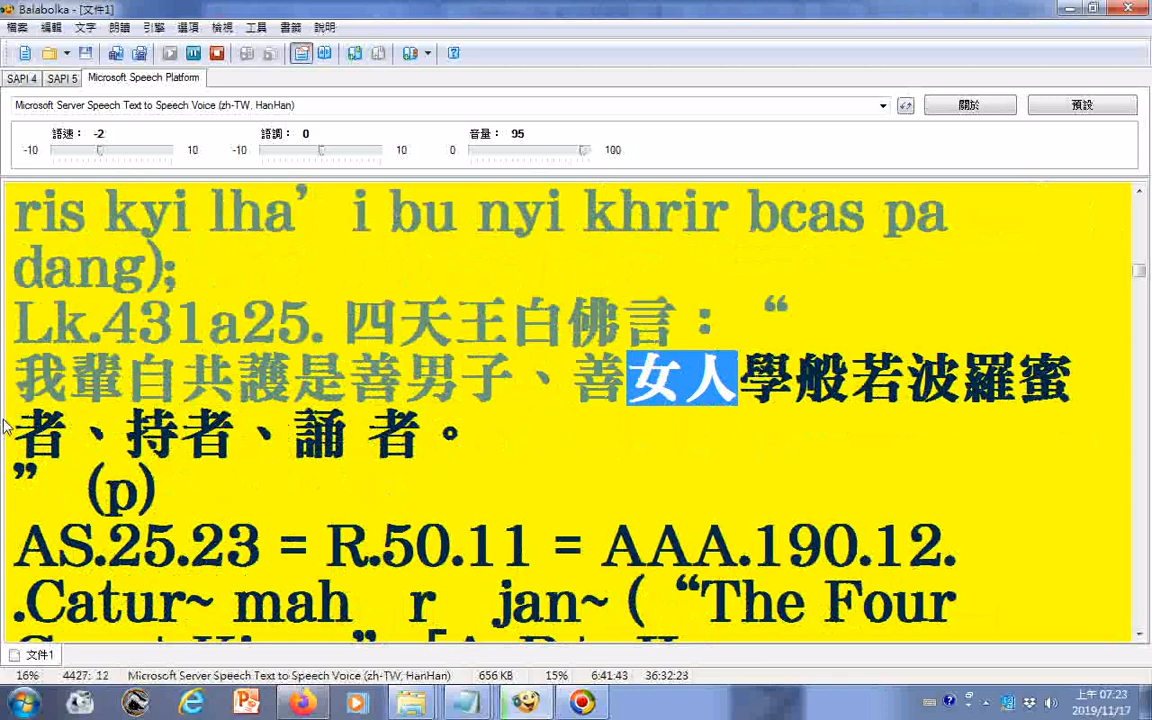 Balabolka - [文件1]
檔案 編輯 文字 朗讀 引擎 選項 檢視 工具 書籤 說明
SAPI 4 SAPI 5 Microsoft Speech Platform
Microsoft Server Speech Text to Speech Voice (zh-TW, HanHan) 關於 預設
語速： -2 語調： 0 音量： 95
-10 10 -10 10 0 100
ris kyi lha’ i bu nyi khrir bcas pa
dang);
Lk.431a25. 四天王白佛言：“
我輩自共護是善男子、善女人學般若波羅蜜
者、持者、誦 者。
” (p)
AS.25.23 = R.50.11 = AAA.190.12.
.Catur~ mah r jan~ ( “The Four
文件1
16% 4427: 12 Microsoft Server Speech Text to Speech Voice (zh-TW, HanHan) 656 KB 15% 6:41:43 36:32:23
上午 07:23
2019/11/17